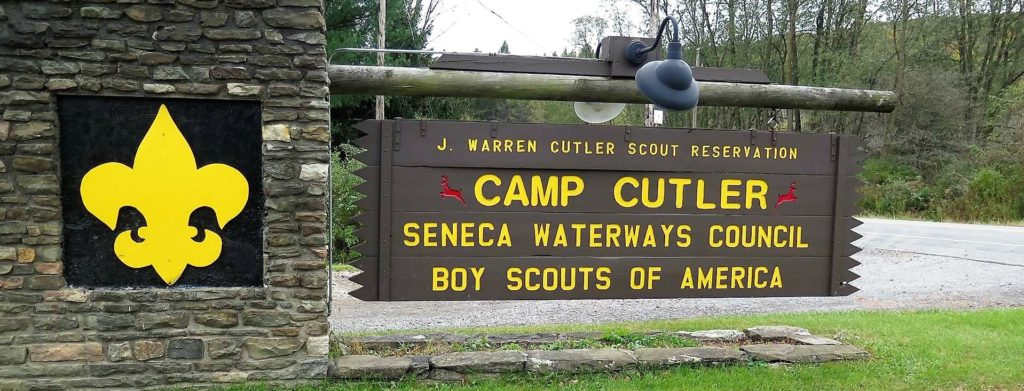 J. WARREN CUTLER SCOUT RESERVATION
CAMP CUTLER
SENECA WATERWAYS COUNCIL
BOY SCOUTS OF AMERICA